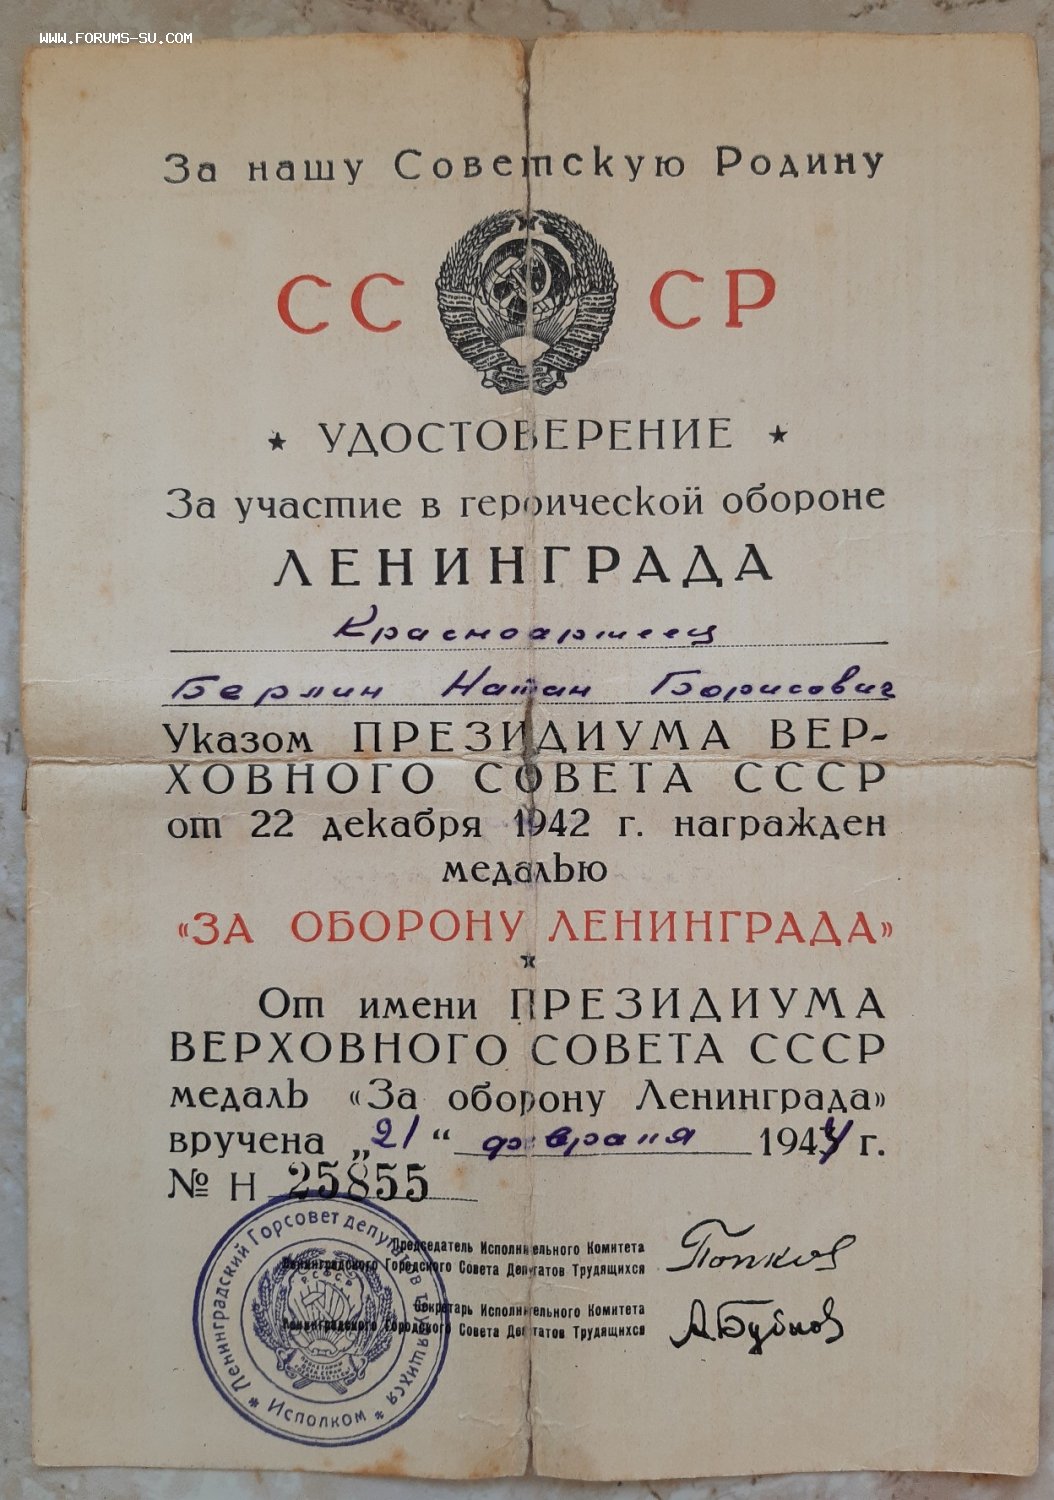 WWW.FORUMS-SU.COM
За нашу Советскую Родину
СС СР
★ УДОСТОВЕРЕНИЕ ★
За участие в героической обороне
ЛЕНИНГРАДА
Красноармеец
Берлин Натан Борисович
Указом ПРЕЗИДИУМА ВЕР-
ХОВНОГО СОВЕТА СССР
от 22 декабря 1942 г. награжден
медалью
«ЗА ОБОРОНУ ЛЕНИНГРАДА»
★
От имени ПРЕЗИДИУМА
ВЕРХОВНОГО СОВЕТА СССР
медаль «За оборону Ленинграда»
вручена „21“ февраля 1944 г.
№ Н 25855
Председатель Исполнительного Комитета
Ленинградского Городского Совета Депутатов Трудящихся
Попков
Секретарь Исполнительного Комитета
Ленинградского Городского Совета Депутатов Трудящихся
А.Бубнов
Ленинградский Горсовет депутатов трудящихся
* Исполком *
РСФСР